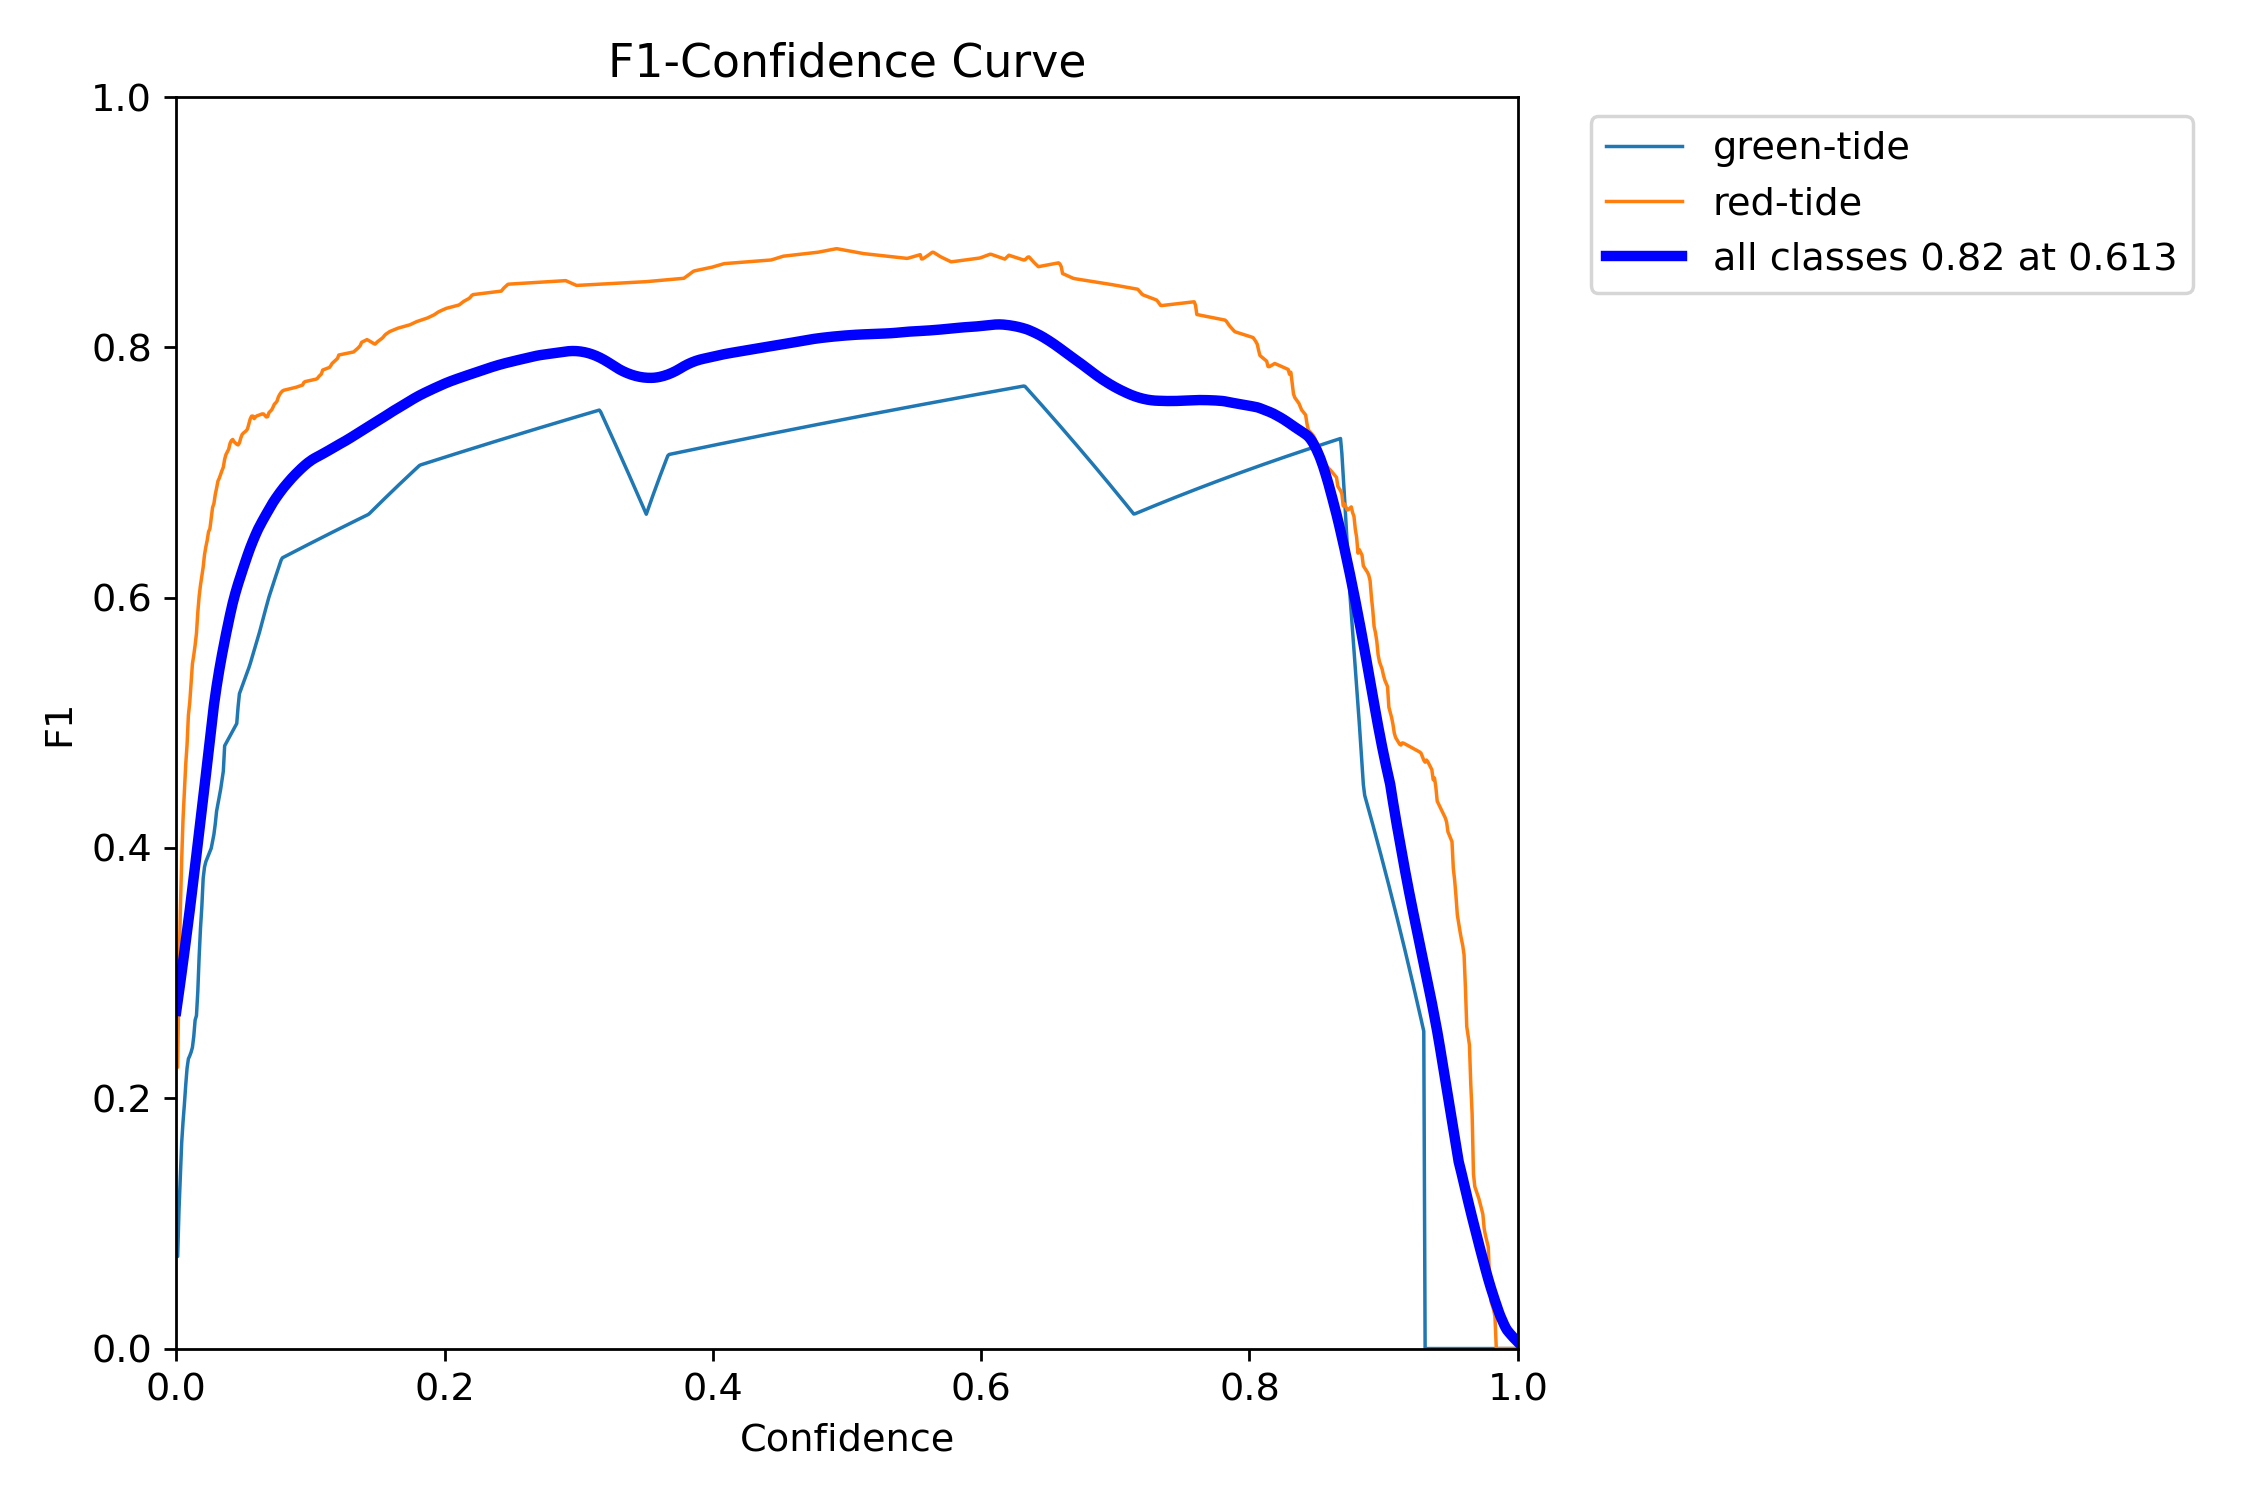 F1-Confidence Curve
1.0
0.8
0.6
0.4
0.2
0.0
F1
0.0 0.2 0.4 0.6 0.8 1.0
Confidence
green-tide
red-tide
all classes 0.82 at 0.613